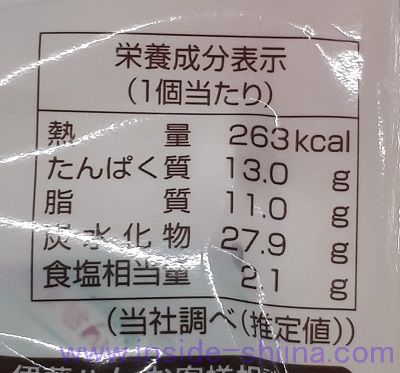 栄養成分表示
(1個当たり)
熱量 263kcal
たんぱく質 13.0 g
脂質 11.0 g
炭水化物 27.9 g
食塩相当量 2.1 g
(当社調べ(推定値))
www.inside-shiina.com